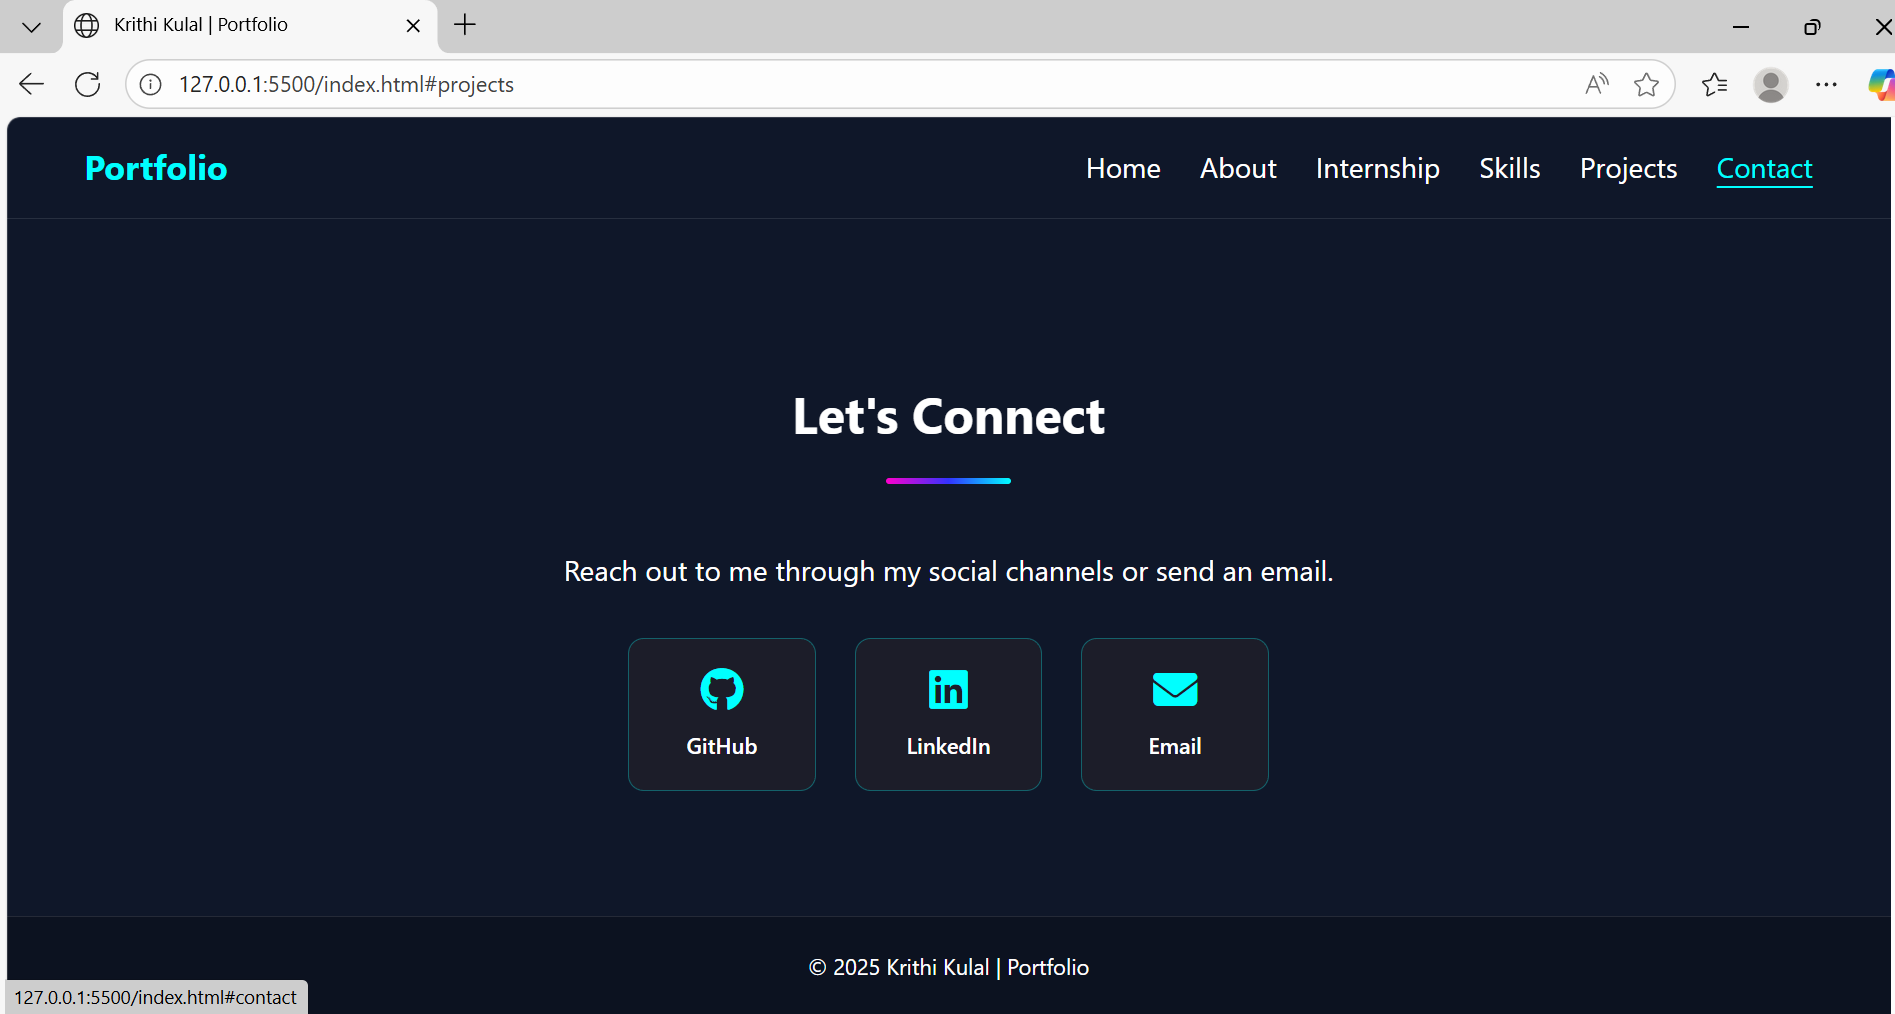 Krithi Kulal | Portfolio
127.0.0.1:5500/index.html#projects
Portfolio
Home About Internship Skills Projects Contact
Let's Connect
Reach out to me through my social channels or send an email.
GitHub LinkedIn Email
© 2025 Krithi Kulal | Portfolio
127.0.0.1:5500/index.html#contact